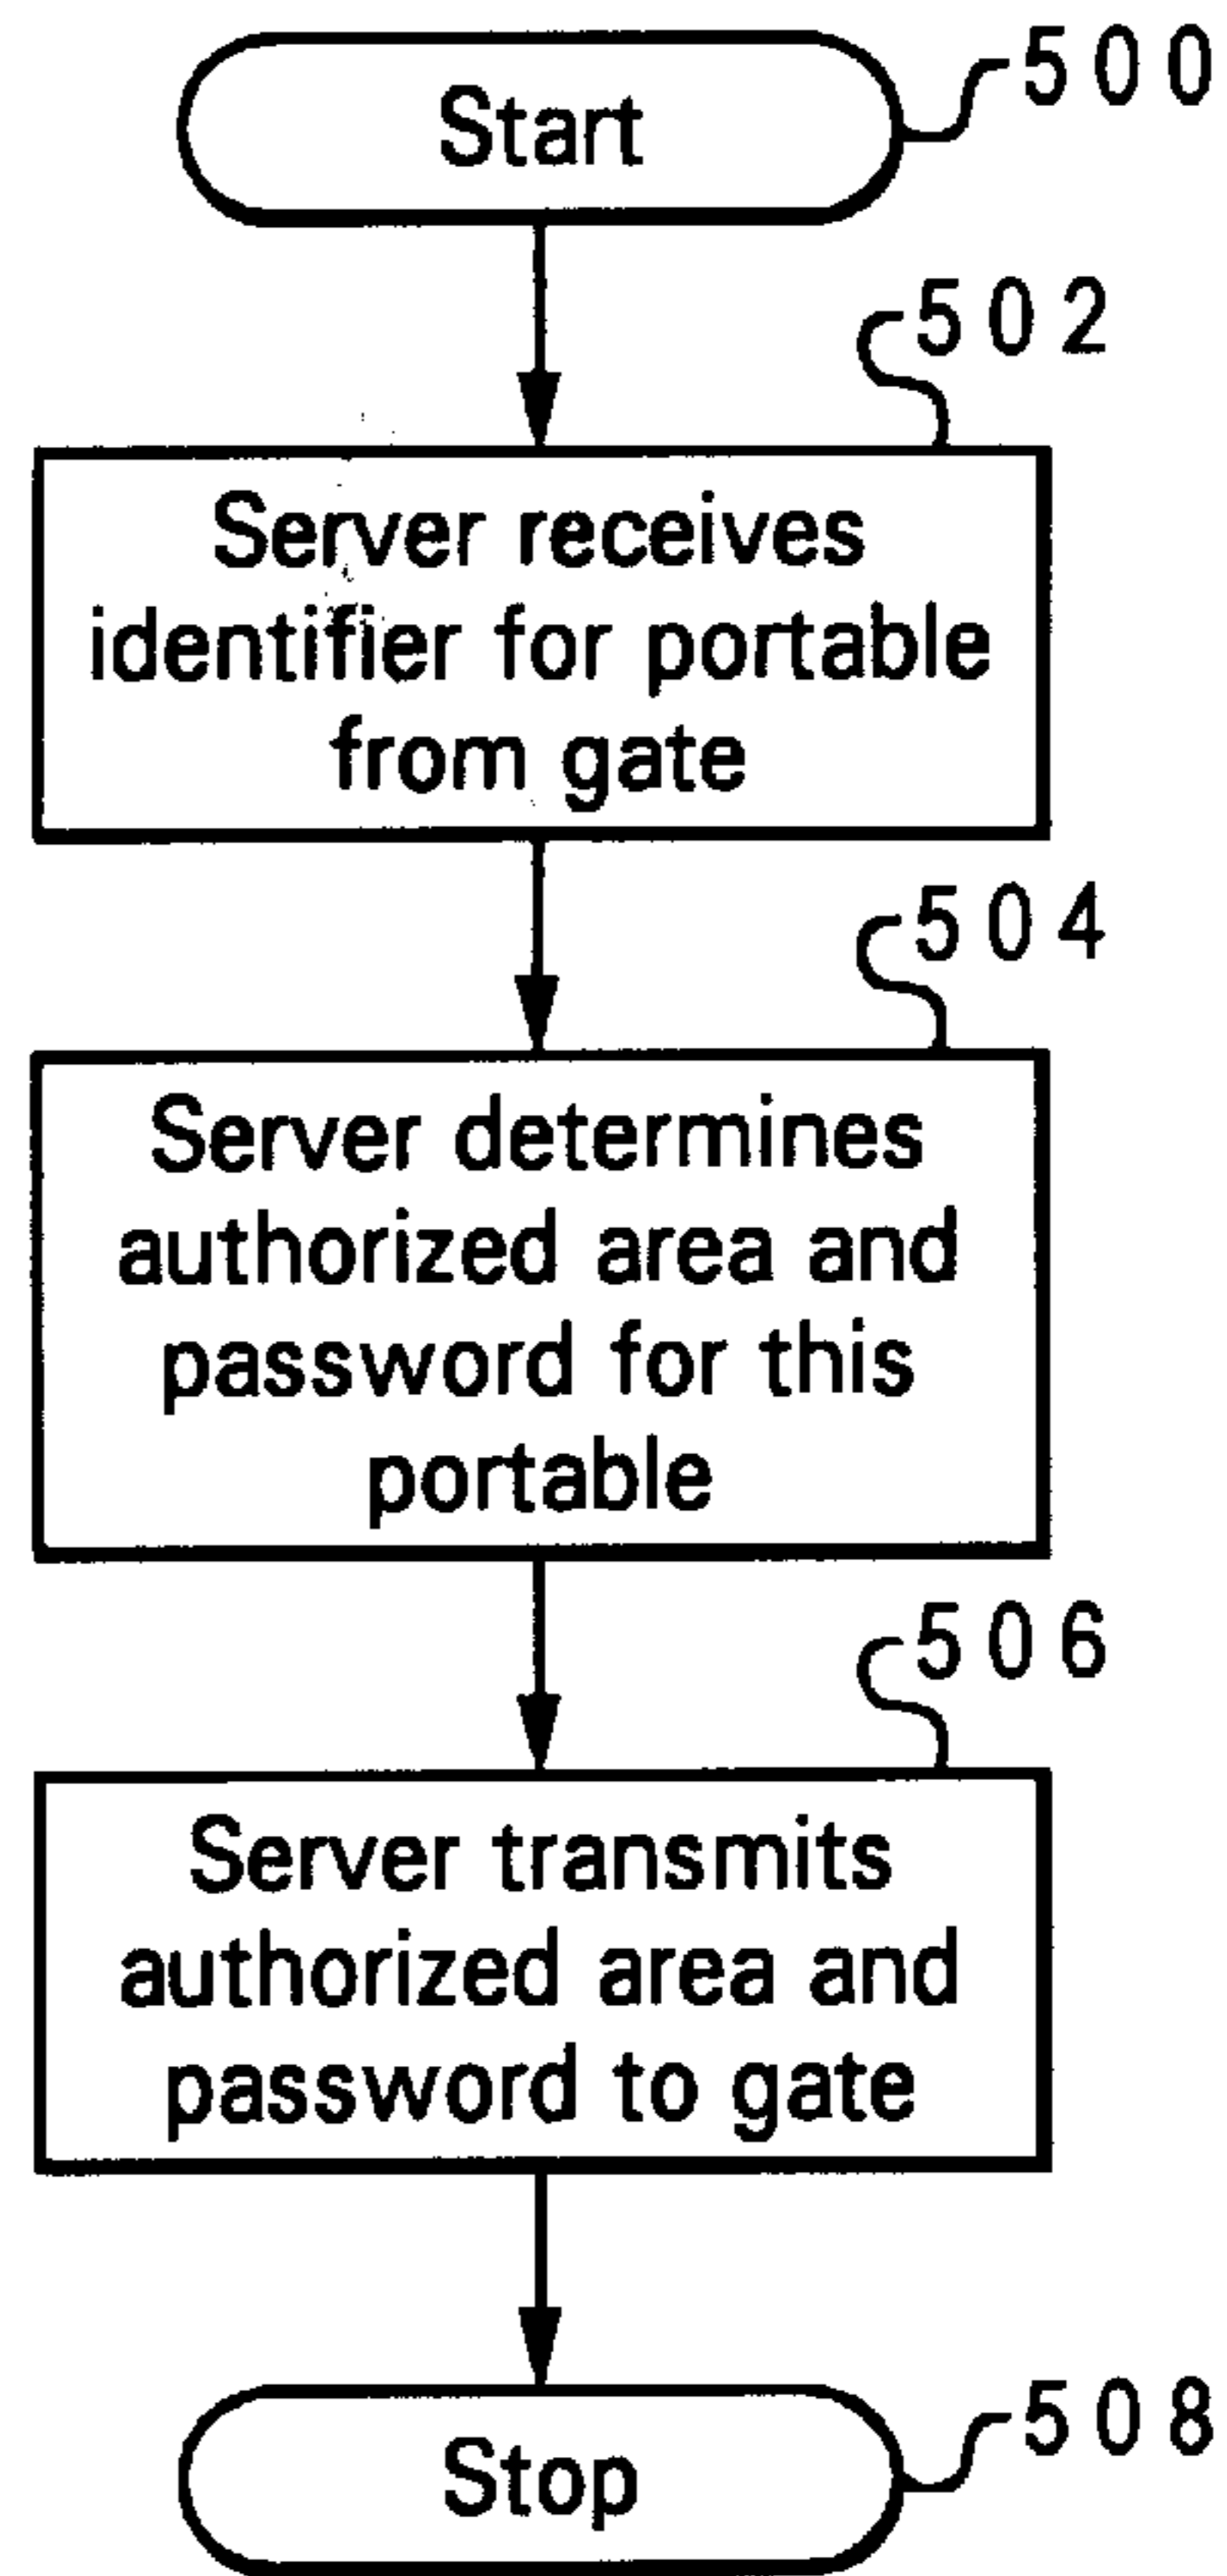 Start
500
502
Server receives
identifier for portable
from gate
504
Server determines
authorized area and
password for this
portable
506
Server transmits
authorized area and
password to gate
Stop
508